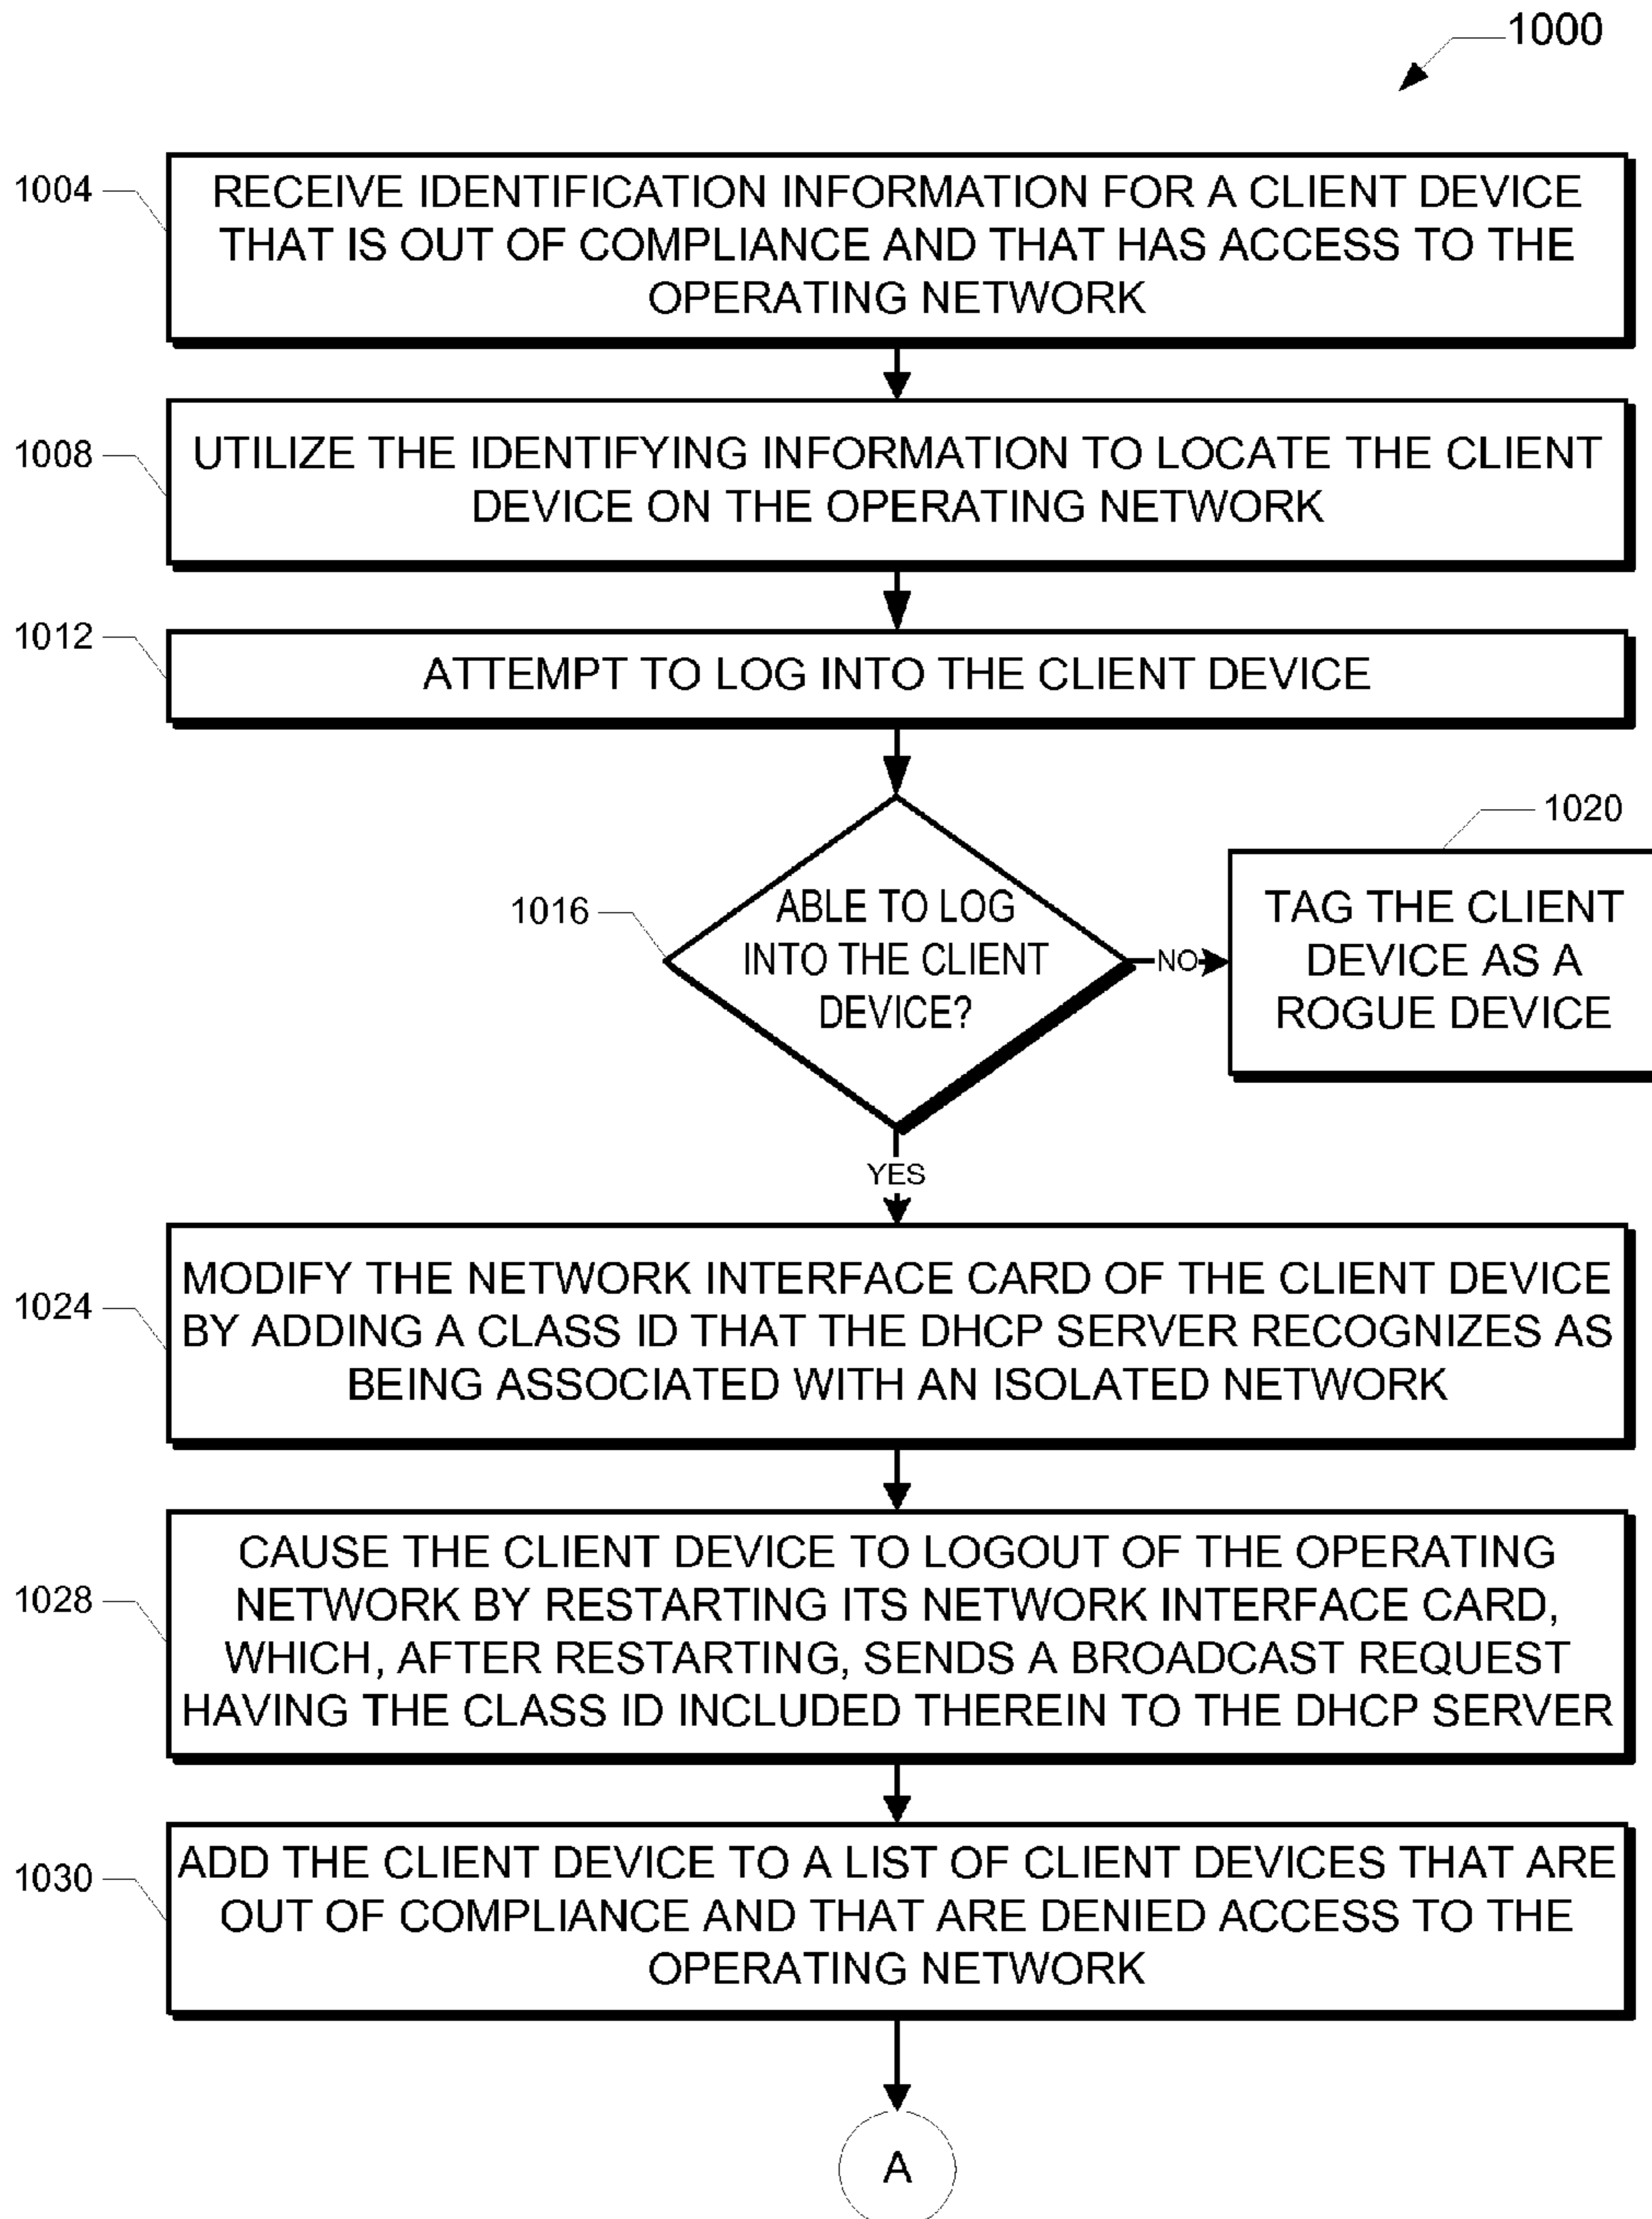 1000
1004
RECEIVE IDENTIFICATION INFORMATION FOR A CLIENT DEVICE
THAT IS OUT OF COMPLIANCE AND THAT HAS ACCESS TO THE
OPERATING NETWORK
1008
UTILIZE THE IDENTIFYING INFORMATION TO LOCATE THE CLIENT
DEVICE ON THE OPERATING NETWORK
1012
ATTEMPT TO LOG INTO THE CLIENT DEVICE
1016
ABLE TO LOG
INTO THE CLIENT
DEVICE?
NO
1020
TAG THE CLIENT
DEVICE AS A
ROGUE DEVICE
YES
1024
MODIFY THE NETWORK INTERFACE CARD OF THE CLIENT DEVICE
BY ADDING A CLASS ID THAT THE DHCP SERVER RECOGNIZES AS
BEING ASSOCIATED WITH AN ISOLATED NETWORK
1028
CAUSE THE CLIENT DEVICE TO LOGOUT OF THE OPERATING
NETWORK BY RESTARTING ITS NETWORK INTERFACE CARD,
WHICH, AFTER RESTARTING, SENDS A BROADCAST REQUEST
HAVING THE CLASS ID INCLUDED THEREIN TO THE DHCP SERVER
1030
ADD THE CLIENT DEVICE TO A LIST OF CLIENT DEVICES THAT ARE
OUT OF COMPLIANCE AND THAT ARE DENIED ACCESS TO THE
OPERATING NETWORK
A